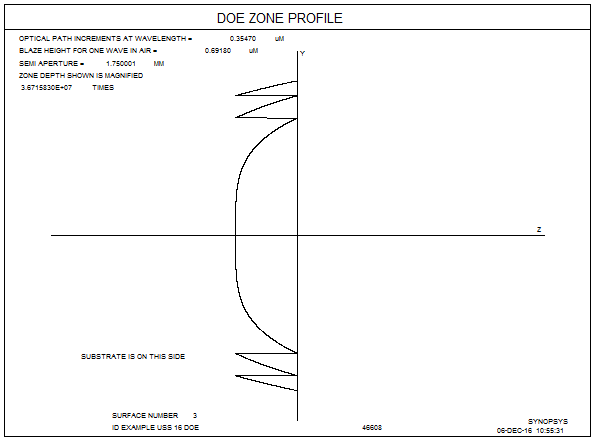 DOE ZONE PROFILE
OPTICAL PATH INCREMENTS AT WAVELENGTH = 0.35470 uM
BLAZE HEIGHT FOR ONE WAVE IN AIR = 0.69180 uM
SEMI APERTURE = 1.750001 MM
ZONE DEPTH SHOWN IS MAGNIFIED
3.6715830E+07 TIMES
Y
Z
SUBSTRATE IS ON THIS SIDE
SURFACE NUMBER 3
ID EXAMPLE USS 16 DOE 46608
SYNOPSYS
06-DEC-16 10:55:31